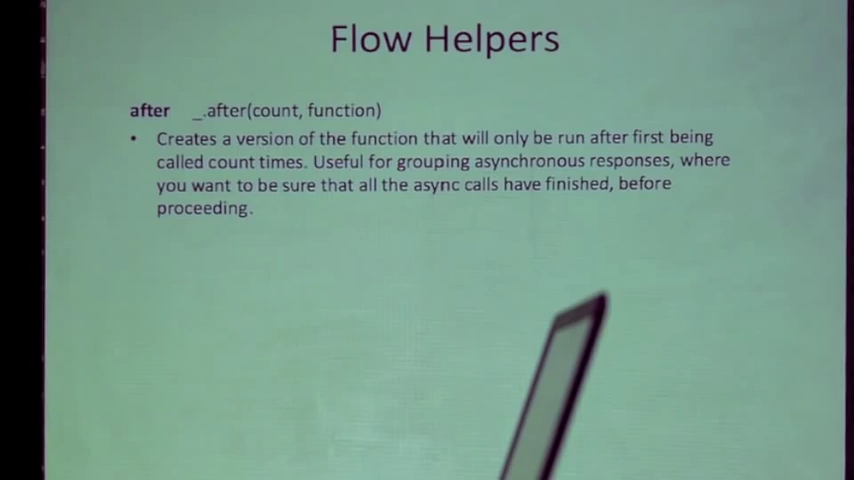 Flow Helpers
after _.after(count, function)
• Creates a version of the function that will only be run after first being
called count times. Useful for grouping asynchronous responses, where
you want to be sure that all the async calls have finished, before
proceeding.